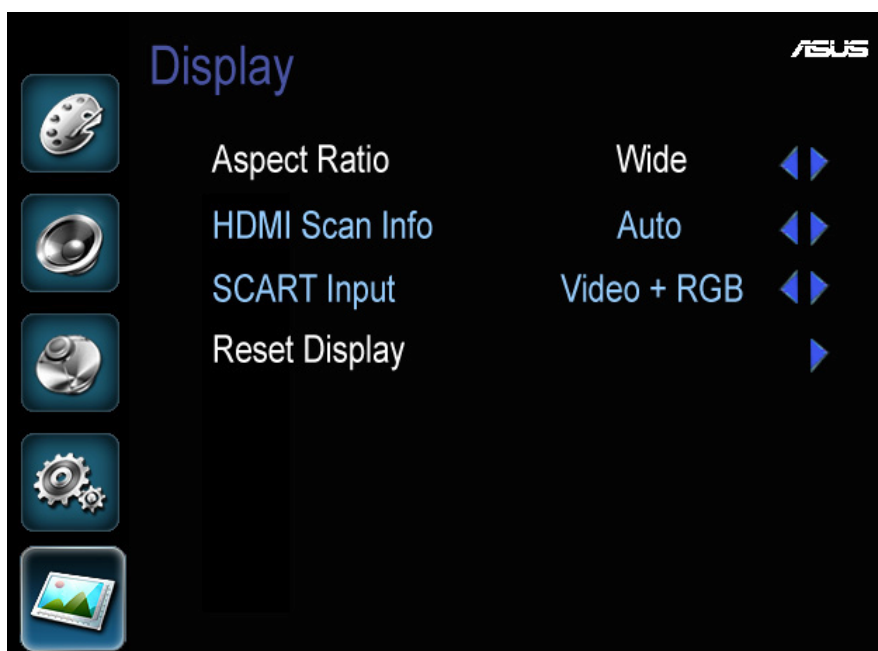 Display
ASUS
Aspect Ratio Wide
HDMI Scan Info Auto
SCART Input Video + RGB
Reset Display